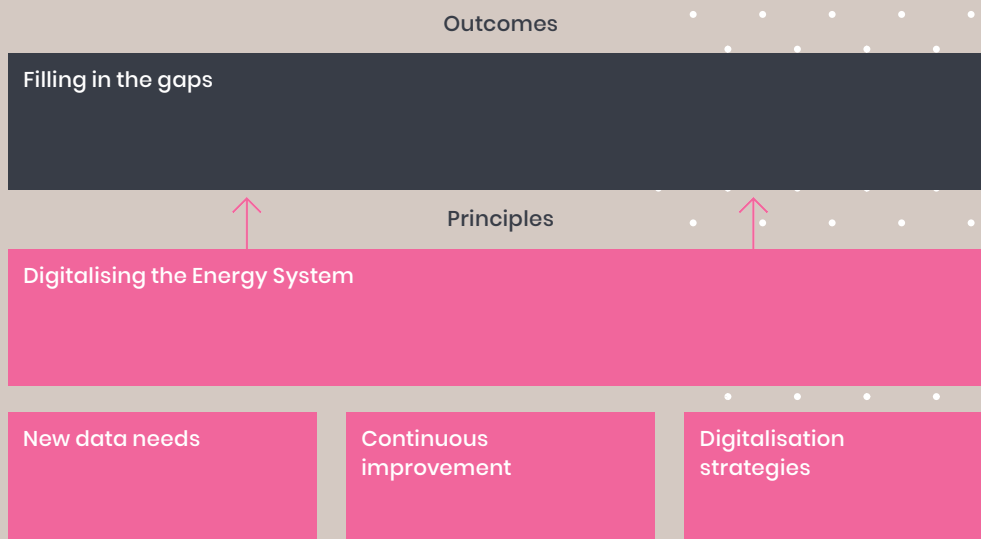 Outcomes
Filling in the gaps
Principles
Digitalising the Energy System
New data needs
Continuous
improvement
Digitalisation
strategies